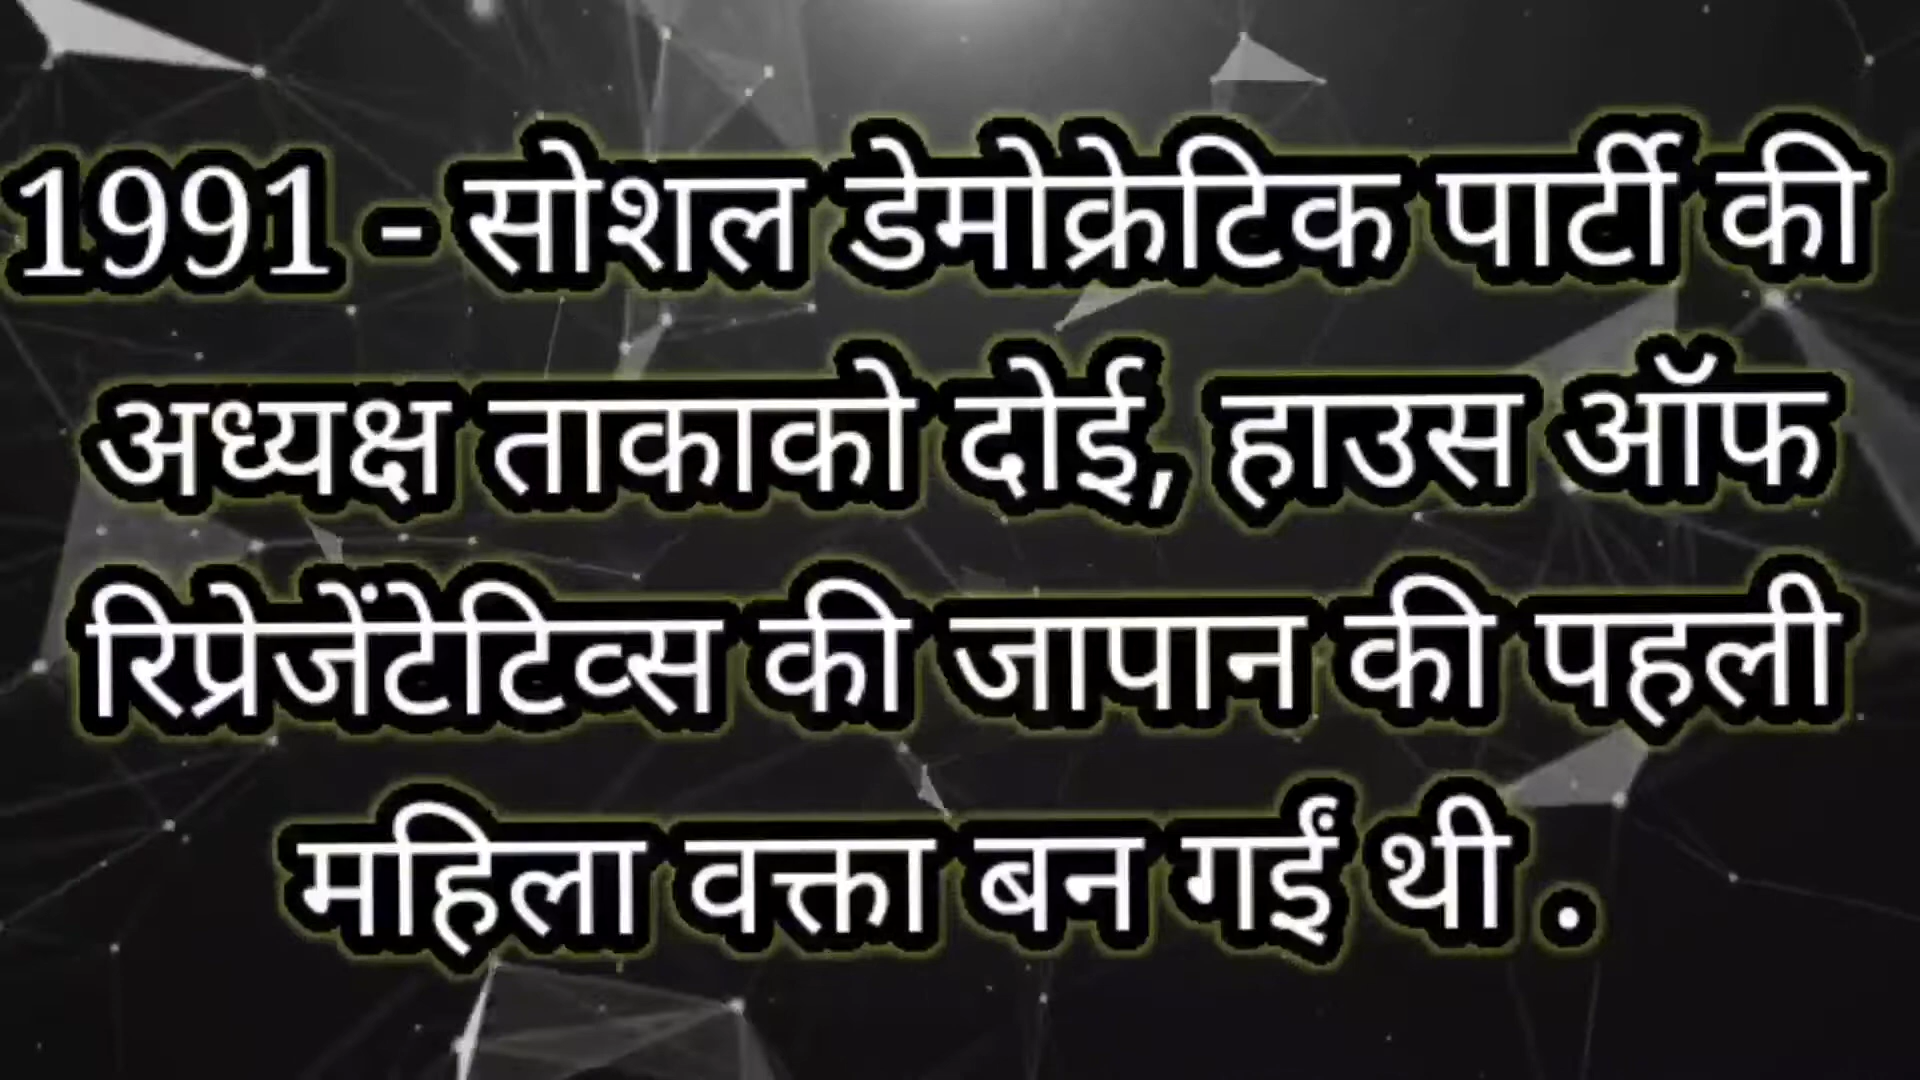 1991 - सोशल डेमोक्रेटिक पार्टी की
अध्यक्ष ताकाको दोई, हाउस ऑफ
रिप्रेजेंटेटिव्स की जापान की पहली
महिला वक्ता बन गईं थी .